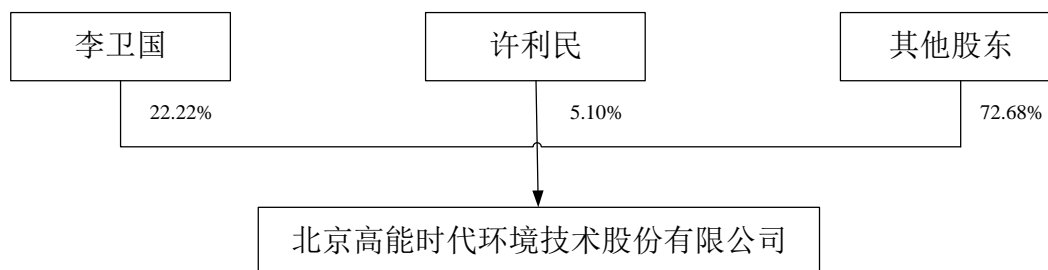 李卫国
许利民
其他股东
22.22%
5.10%
72.68%
北京高能时代环境技术股份有限公司